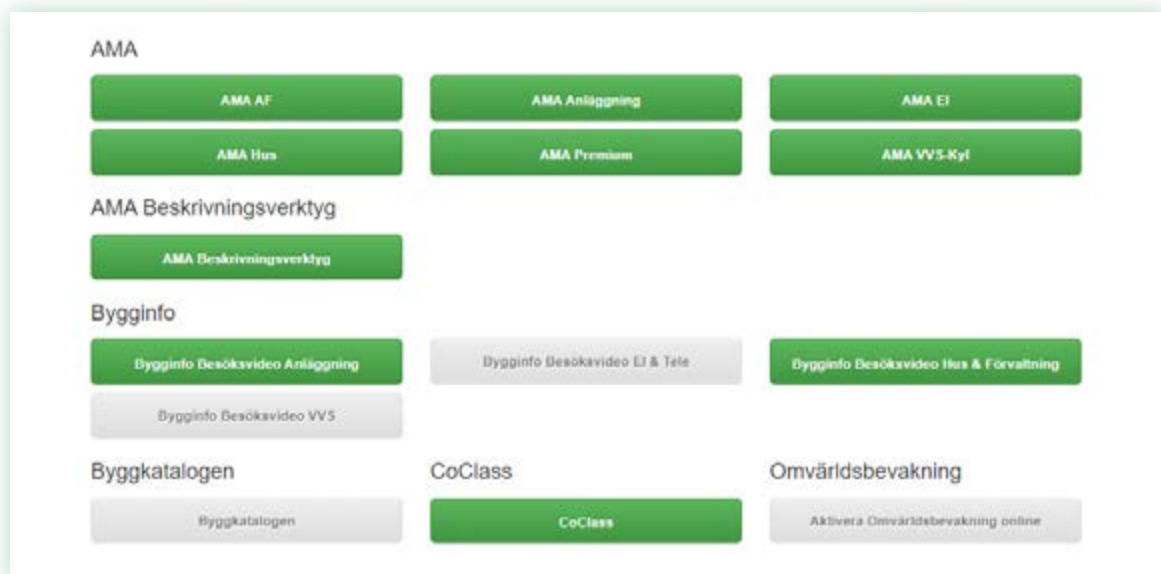 AMA
AMA AF
AMA Anläggning
AMA El
AMA Hus
AMA Premium
AMA VVS-Kyl
AMA Beskrivningsverktyg
AMA Beskrivningsverktyg
Bygginfo
Bygginfo Besöksvideo Anläggning
Bygginfo Besöksvideo El & Tele
Bygginfo Besöksvideo Hus & Förvaltning
Bygginfo Besöksvideo VVS
Byggkatalogen
CoClass
Omvärldsbevakning
Byggkatalogen
CoClass
Aktivera Omvärldsbevakning online